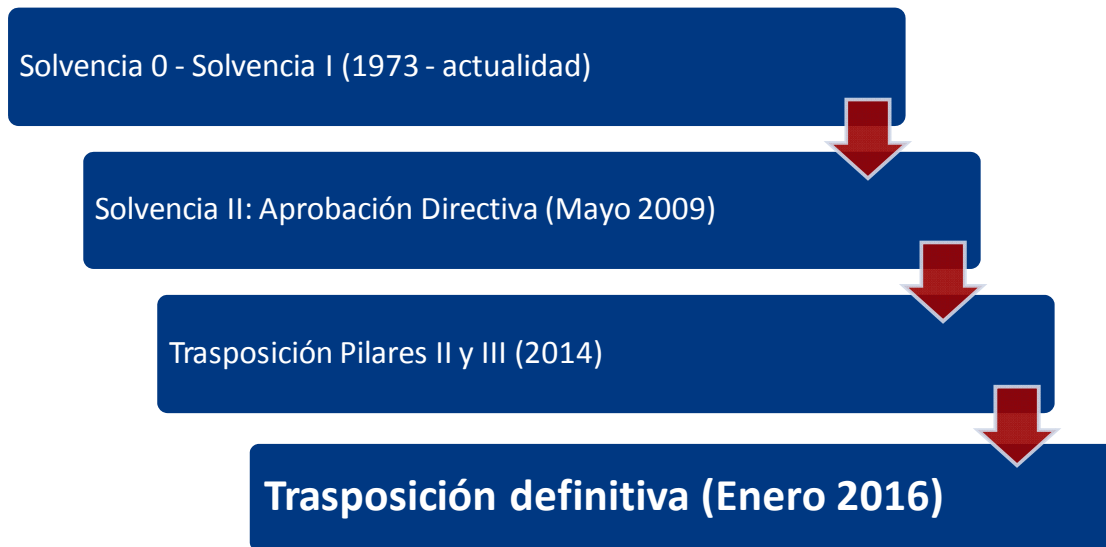 Solvencia 0 - Solvencia I (1973 - actualidad)
Solvencia II: Aprobación Directiva (Mayo 2009)
Trasposición Pilares II y III (2014)
Trasposición definitiva (Enero 2016)